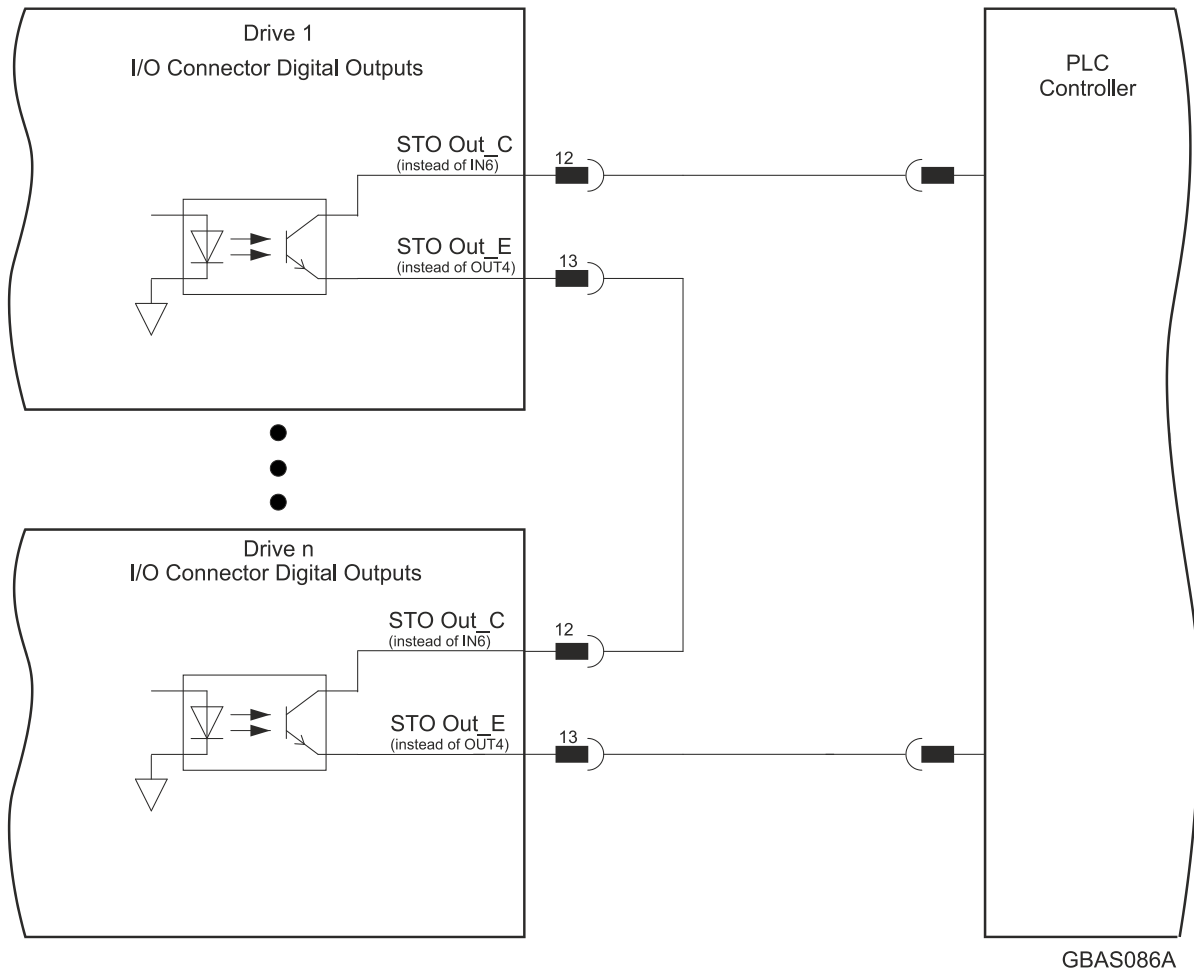 Drive 1
I/O Connector Digital Outputs
PLC
Controller
STO Out_C
(instead of IN6)
12
STO Out_E
(instead of OUT4)
13
Drive n
I/O Connector Digital Outputs
STO Out_C
(instead of IN6)
12
STO Out_E
(instead of OUT4)
13
GBAS086A